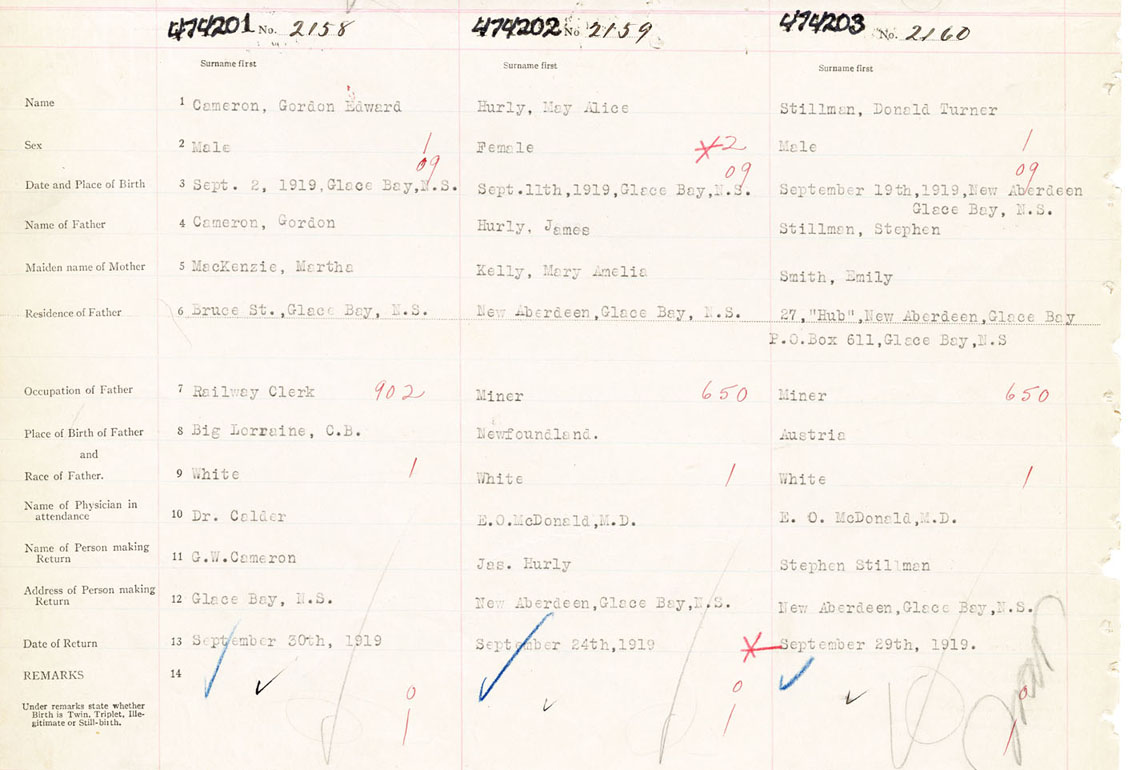 474201 No. 2158 474202 No 2159 474203 No. 2160
Surname first Surname first Surname first
Name 1 Cameron, Gordon Edward Hurly, May Alice Stillman, Donald Turner
Sex 2 Male 1 Female 2 Male 1
09 09 09
Date and Place of Birth 3 Sept. 2, 1919,Glace Bay,N.S. Sept.11th,1919,Glace Bay,N.S. September 19th,1919,New Aberdeen
Glace Bay, N.S.
Name of Father 4 Cameron, Gordon Hurly, James Stillman, Stephen
Maiden name of Mother 5 MacKenzie, Martha Kelly, Mary Amelia Smith, Emily
Residence of Father 6 Bruce St.,Glace Bay, N.S. New Aberdeen,Glace Bay, N.S. 27,"Hub",New Aberdeen,Glace Bay
P.O.Box 611,Glace Bay,N.S
Occupation of Father 7 Railway Clerk 902 Miner 650 Miner 650
Place of Birth of Father 8 Big Lorraine, C.B. Newfoundland. Austria
and
Race of Father. 9 White 1 White 1 White 1
Name of Physician in
attendance 10 Dr. Calder E.O.McDonald,M.D. E. O. McDonald,M.D.
Name of Person making
Return 11 G.W.Cameron Jas. Hurly Stephen Stillman
Address of Person making
Return 12 Glace Bay, N.S. New Aberdeen,Glace Bay,N.S. New Aberdeen,Glace Bay,N.S.
Date of Return 13 September 30th, 1919 September 24th,1919 September 29th, 1919.
REMARKS 14
0 0 0
Under remarks state whether
Birth is Twin, Triplet, Ille-
gitimate or Still-birth.
1 1 1